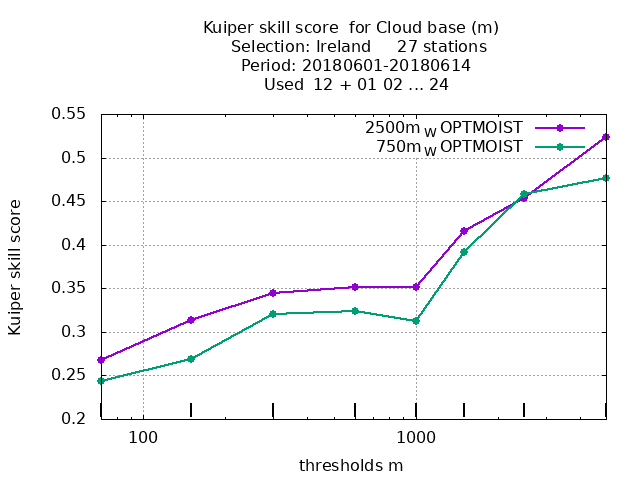 Kuiper skill score  for Cloud base (m)
Selection: Ireland     27 stations
Period: 20180601-20180614
Used  12 + 01 02 ... 24
2500m W OPTMOIST
750m W OPTMOIST
0.55
0.5
0.45
0.4
0.35
0.3
0.25
0.2
Kuiper skill score
100 1000
thresholds m